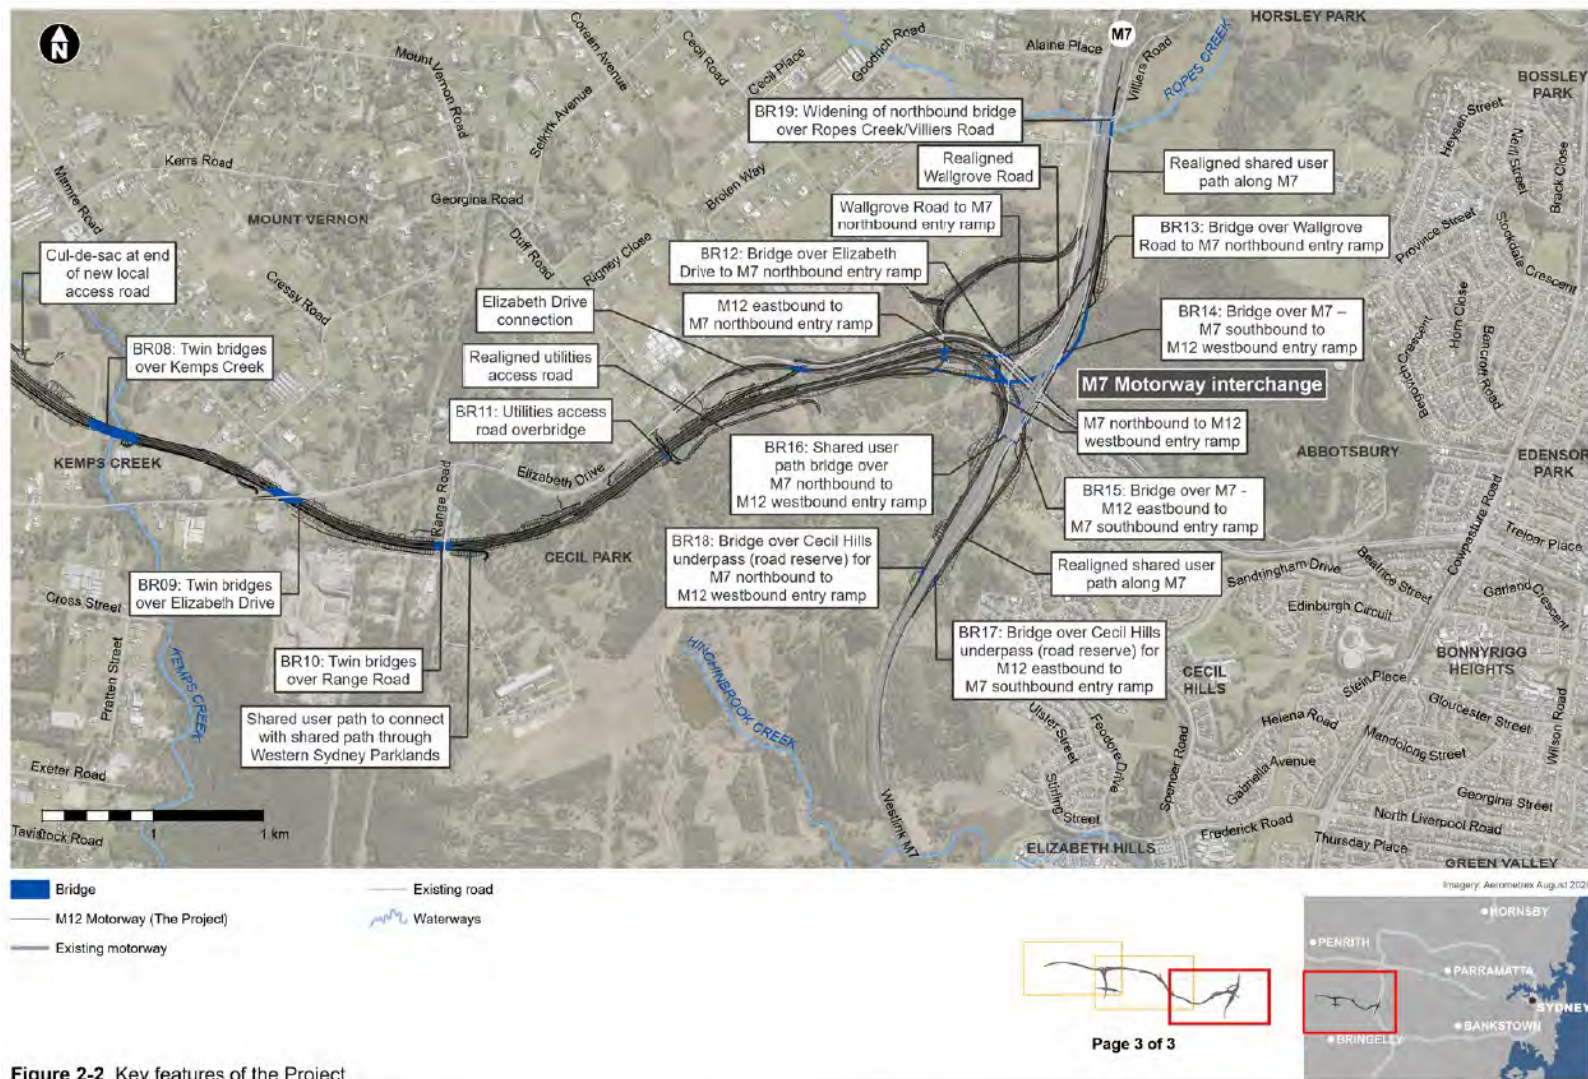 N
HORSLEY PARK
M7
Alaine Place
Villiers Road
ROPES CREEK
Goodrich Road
Cecil Place
Cecil Road
Corean Avenue
Mount Vernon Road
Selkirk Avenue
BOSSLEY
PARK
Heysen Street
Brack Close
Stockdale Crescent
Province Street
BR19: Widening of northbound bridge
over Ropes Creek/Villiers Road
Realigned
Wallgrove Road
Realigned shared user
path along M7
Wallgrove Road to M7
northbound entry ramp
BR13: Bridge over Wallgrove
Road to M7 northbound entry ramp
BR12: Bridge over Elizabeth
Drive to M7 northbound entry ramp
M12 eastbound to
M7 northbound entry ramp
BR14: Bridge over M7 –
M7 southbound to
M12 westbound entry ramp
M7 Motorway interchange
M7 northbound to M12
westbound entry ramp
Kerrs Road
Mamre Road
MOUNT VERNON
Georgina Road
Duff Road
Rigney Close
Brolen Way
Cressy Road
Cul-de-sac at end
of new local
access road
Elizabeth Drive
connection
Realigned utilities
access road
BR08: Twin bridges
over Kemps Creek
BR11: Utilities access
road overbridge
BR16: Shared user
path bridge over
M7 northbound to
M12 westbound entry ramp
BR15: Bridge over M7 -
M12 eastbound to
M7 southbound entry ramp
Horn Close
Bancroft Road
Begovich Crescent
ABBOTSBURY
EDENSOR
PARK
Cowpasture Road
Treloar Place
KEMPS CREEK
Elizabeth Drive
Range Road
CECIL PARK
BR18: Bridge over Cecil Hills
underpass (road reserve) for
M7 northbound to
M12 westbound entry ramp
Realigned shared user
path along M7
BR09: Twin bridges
over Elizabeth Drive
BR10: Twin bridges
over Range Road
Shared user path to connect
with shared path through
Western Sydney Parklands
BR17: Bridge over Cecil Hills
underpass (road reserve) for
M12 eastbound to
M7 southbound entry ramp
Sandringham Drive
Beatrice Street
Edinburgh Circuit
Garland Crescent
BONNYRIGG
HEIGHTS
CECIL
HILLS
Stein Place
Gloucester Street
Wilson Road
Helena Road
Mandolong Street
Gabriella Avenue
Spencer Road
Feodore Drive
Ulster Street
Stirling Street
Georgina Street
North Liverpool Road
Frederick Road
Thursday Place
ELIZABETH HILLS
GREEN VALLEY
Cross Street
Pratten Street
KEMPS CREEK
Exeter Road
Tavistock Road
HINCHINBROOK CREEK
Westlink M7
0 1 1 km
Imagery: Aerometrex August 202
Bridge
M12 Motorway (The Project)
Existing motorway
Existing road
Waterways
Page 3 of 3
HORNSBY
PENRITH
PARRAMATTA
SYDNEY
BANKSTOWN
BRINGELLY
Figure 2-2 Key features of the Project